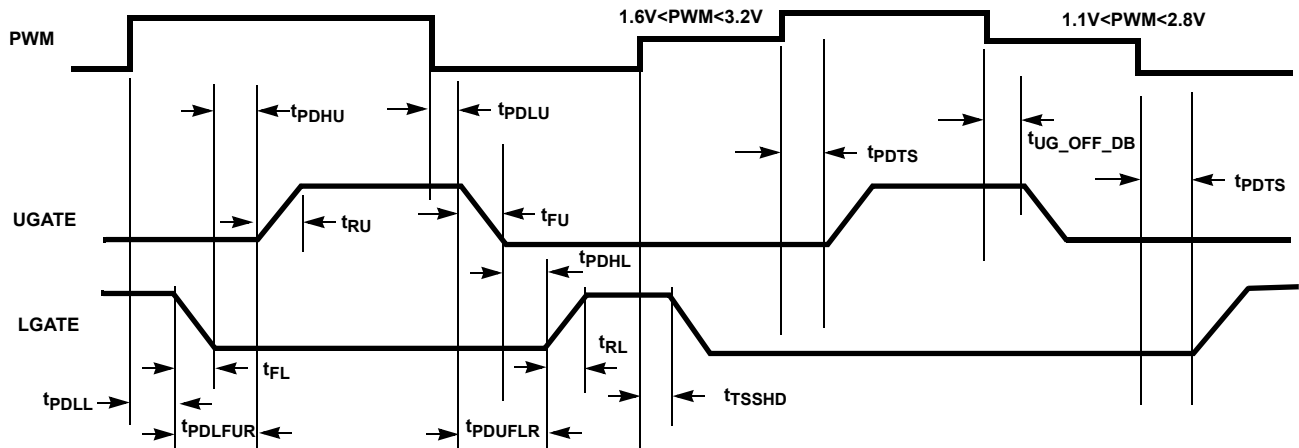 1.6V<PWM<3.2V
1.1V<PWM<2.8V
PWM
tPDHU
tPDLU
tUG_OFF_DB
tPDTS
tPDTS
UGATE
tRU
tFU
tPDHL
LGATE
tRL
tFL
tPDLL
tTSSHD
tPDLFUR
tPDUFLR